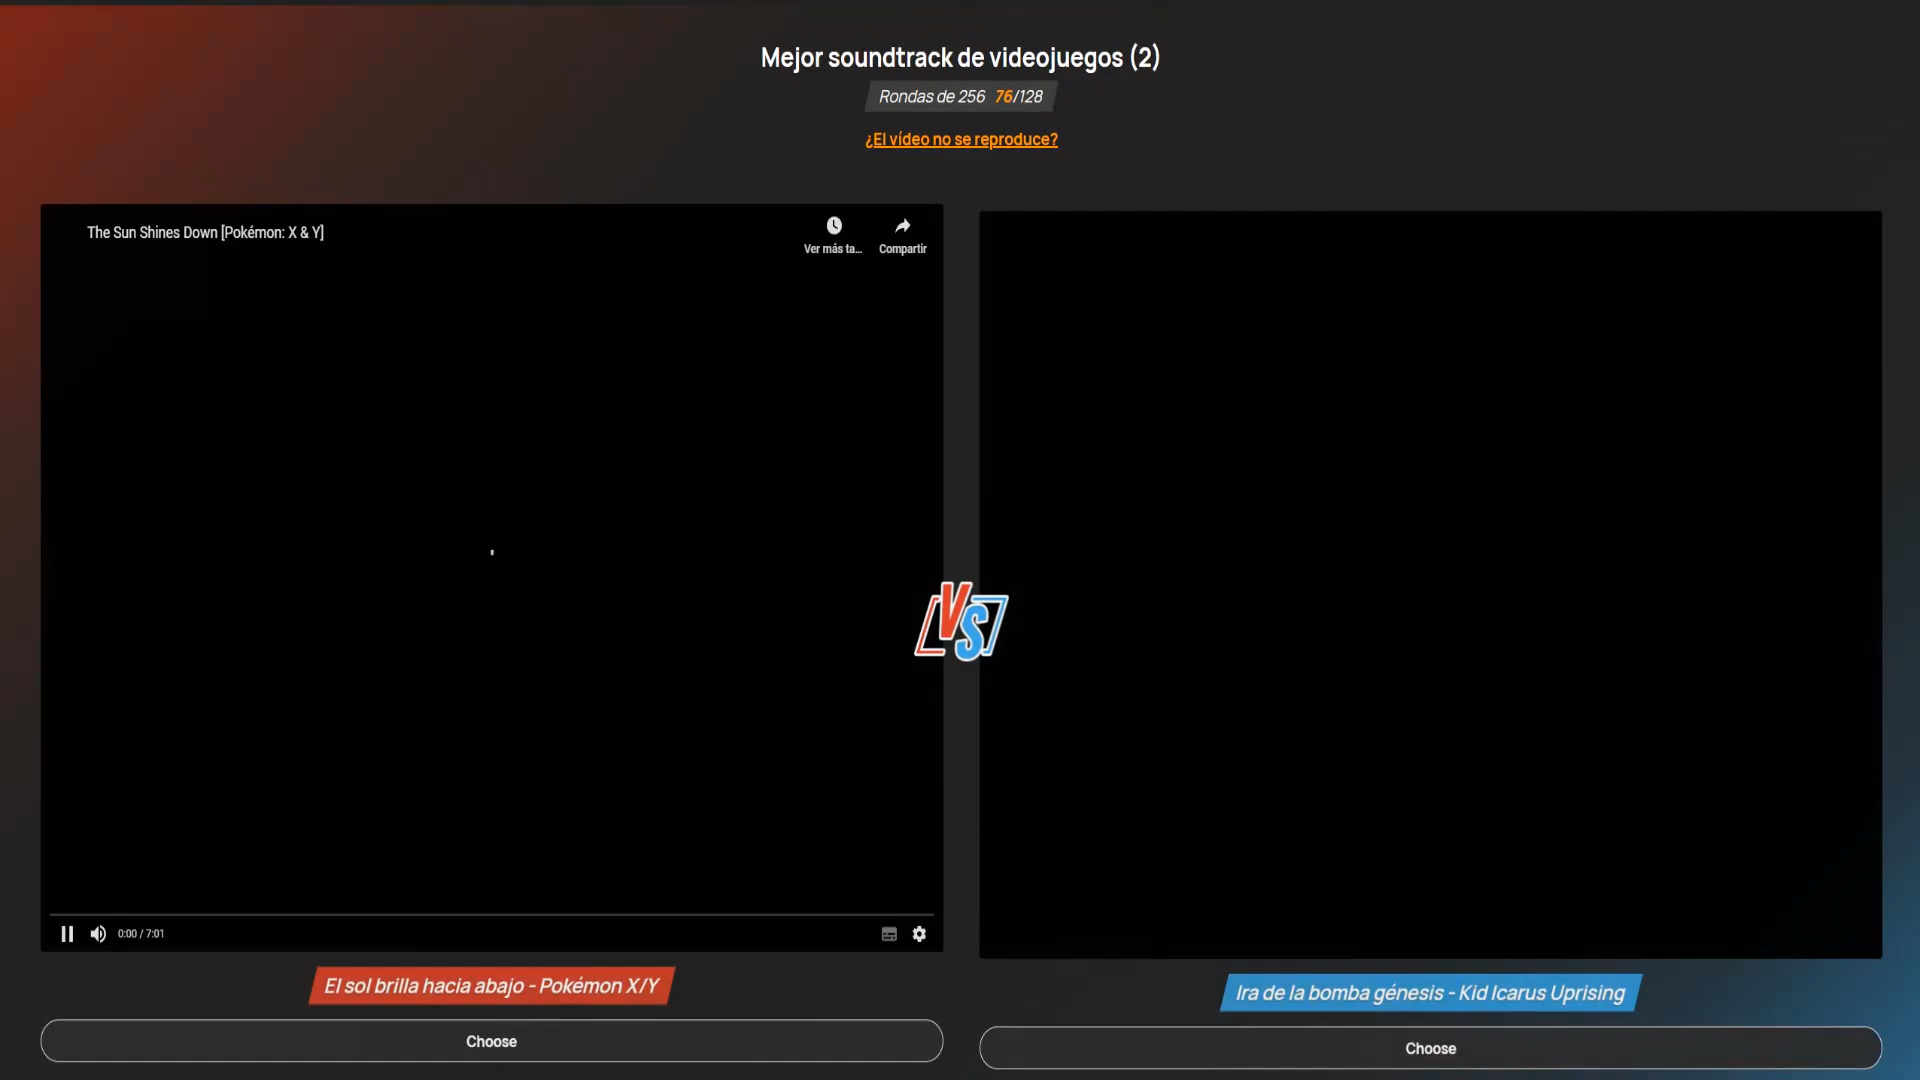 Mejor soundtrack de videojuegos (2)
Rondas de 256 76/128
¿El vídeo no se reproduce?
The Sun Shines Down [Pokémon: X & Y]
Ver más ta...
Compartir
VS
0:00 / 7:01
El sol brilla hacia abajo - Pokémon X/Y
Ira de la bomba génesis - Kid Icarus Uprising
Choose
Choose